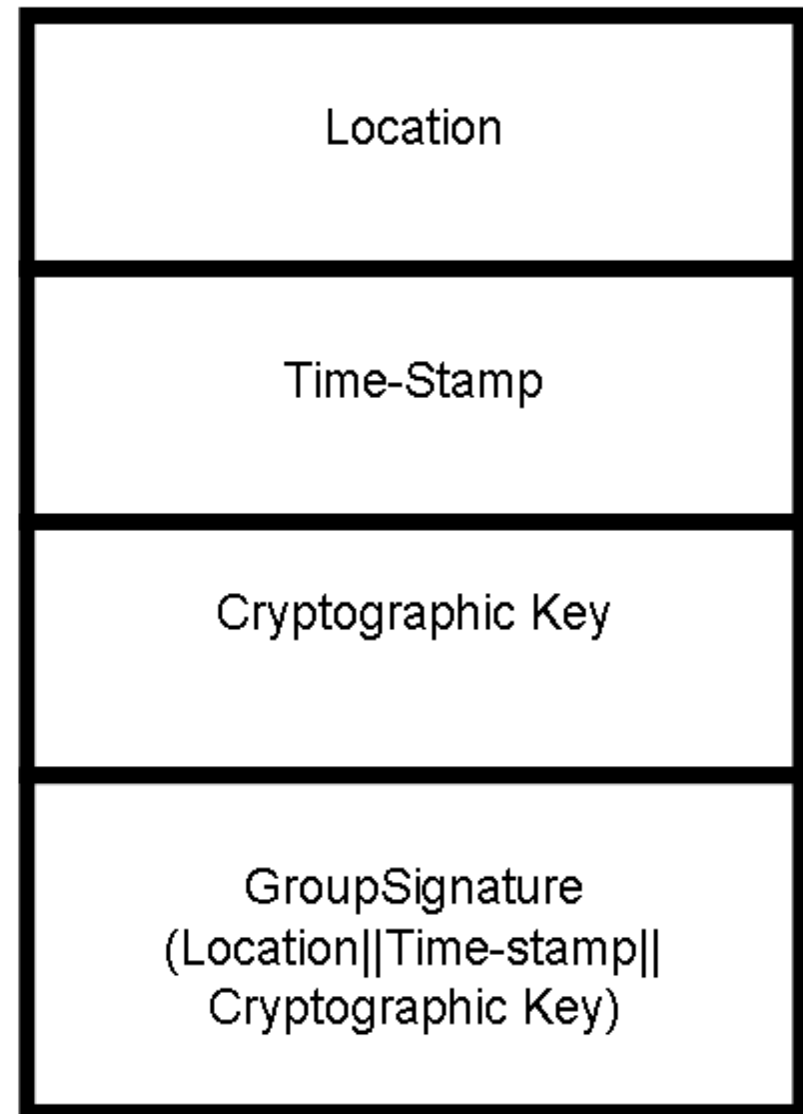 Location
Time-Stamp
Cryptographic Key
GroupSignature
(Location||Time-stamp||
Cryptographic Key)